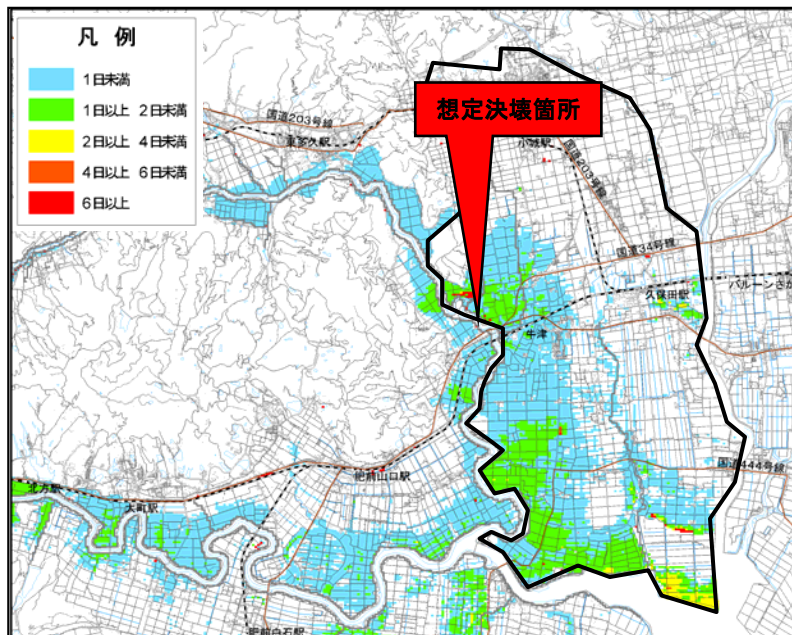 凡 例
1日未満
1日以上 2日未満
2日以上 4日未満
4日以上 6日未満
6日以上
国道203号線
東多久駅
想定決壊箇所
小城駅
国道203号線
国道34号線
久保田駅
バルーンさが
牛津
肥前山口駅
国道444号線
北方駅
大町駅
肥前白石駅